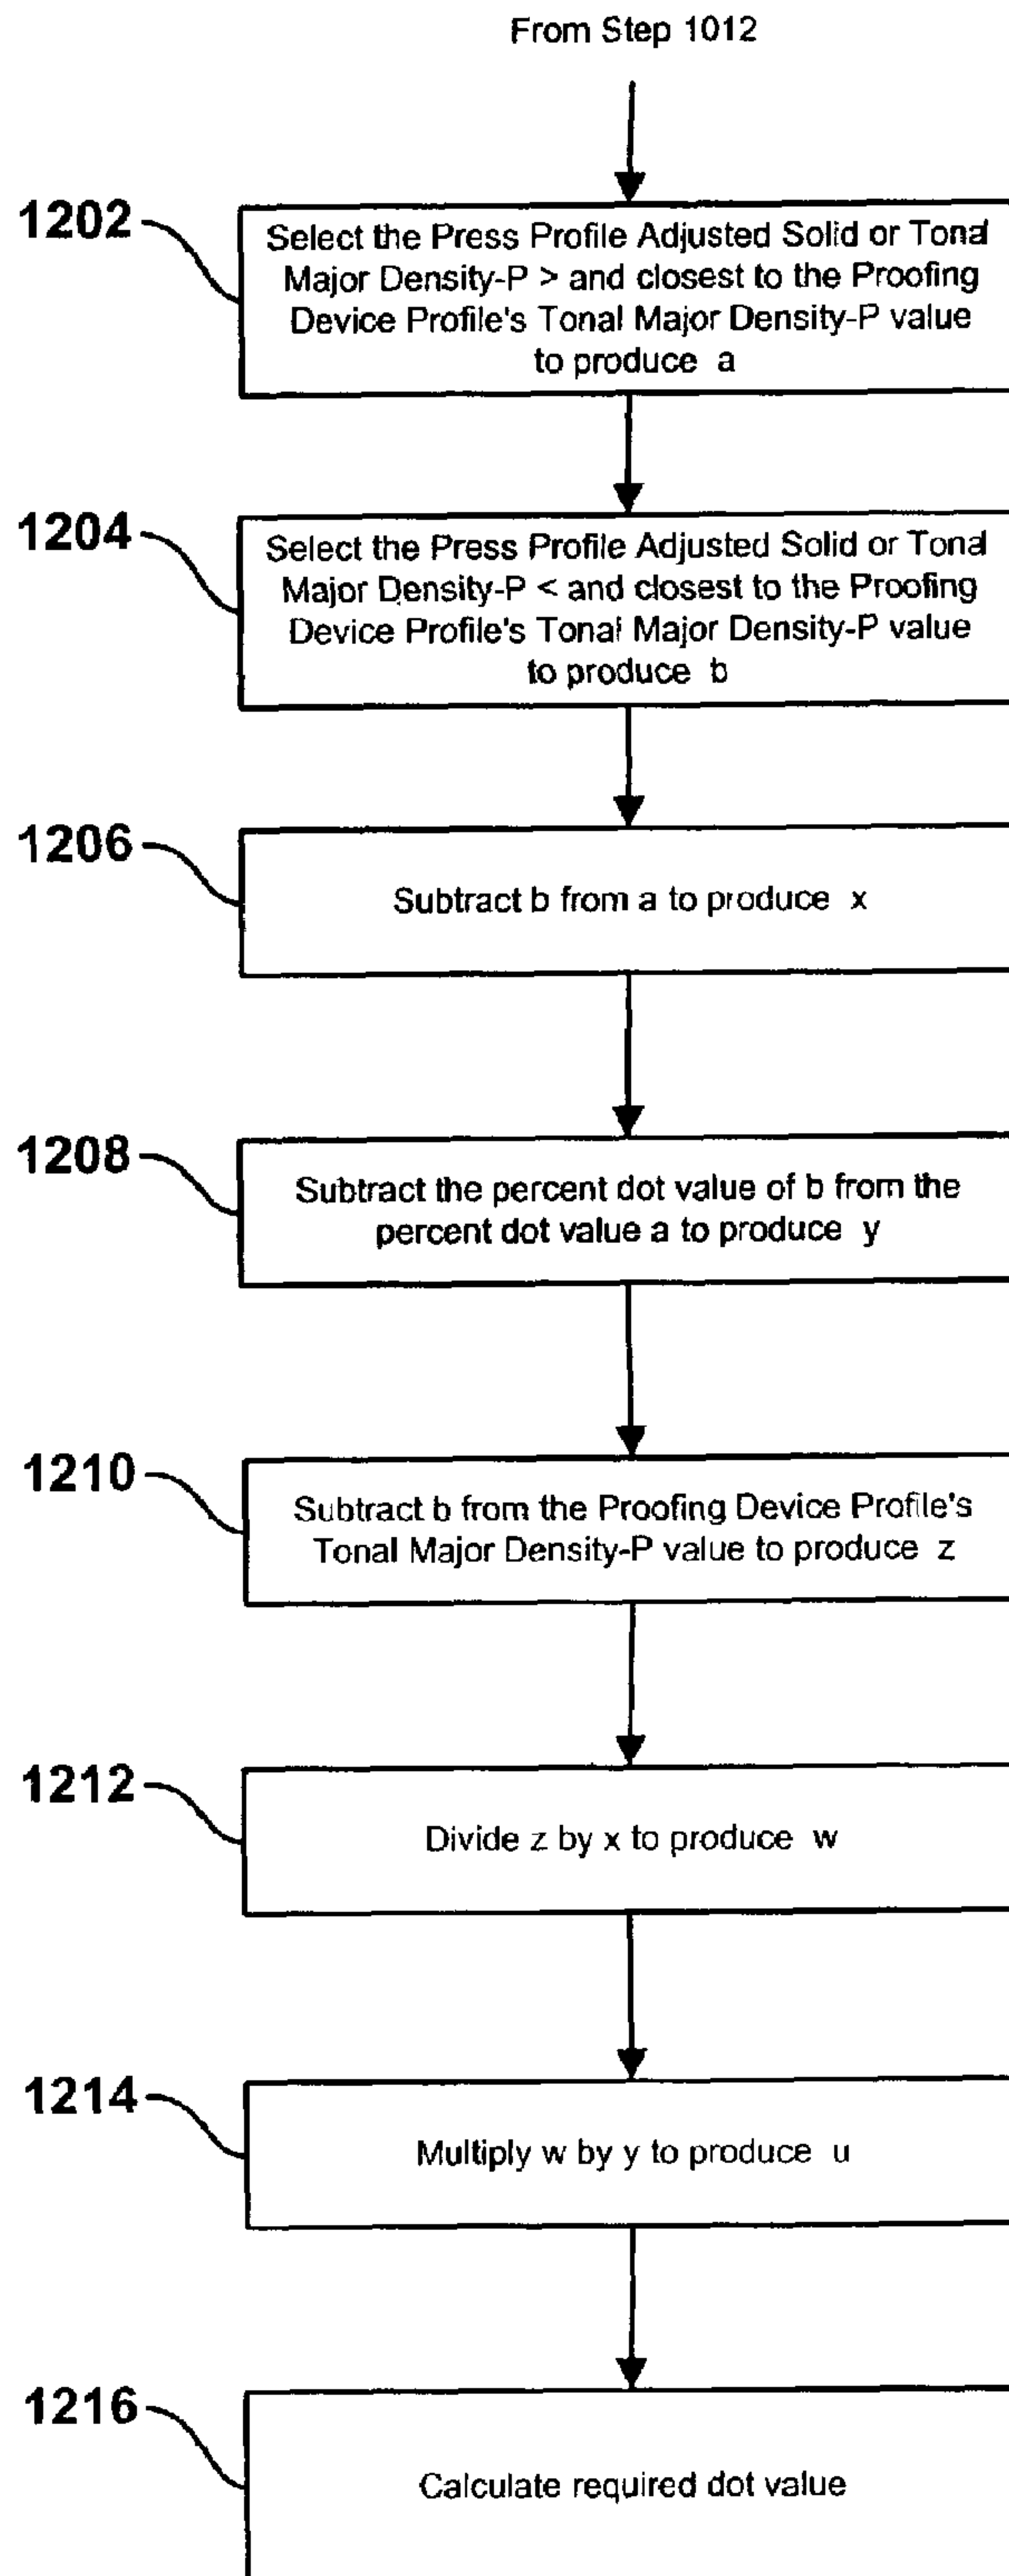 From Step 1012
1202
Select the Press Profile Adjusted Solid or Tonal
Major Density-P > and closest to the Proofing
Device Profile's Tonal Major Density-P value
to produce a
1204
Select the Press Profile Adjusted Solid or Tonal
Major Density-P < and closest to the Proofing
Device Profile's Tonal Major Density-P value
to produce b
1206
Subtract b from a to produce x
1208
Subtract the percent dot value of b from the
percent dot value a to produce y
1210
Subtract b from the Proofing Device Profile's
Tonal Major Density-P value to produce z
1212
Divide z by x to produce w
1214
Multiply w by y to produce u
1216
Calculate required dot value